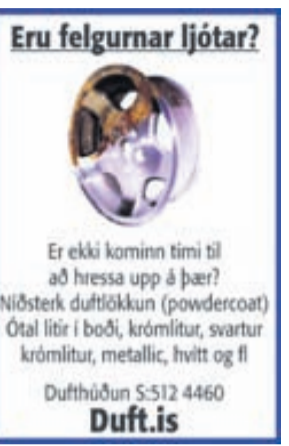 Eru felgurnar ljótar?
Er ekki kominn timi til
að hressa upp á þær?
Níðsterk duftlökkun (powdercoat)
Ótal litir í boði, krómlitur, svartur
krómlitur, metallic, hvítt og fl
Dufthúðun S:512 4460
Duft.is